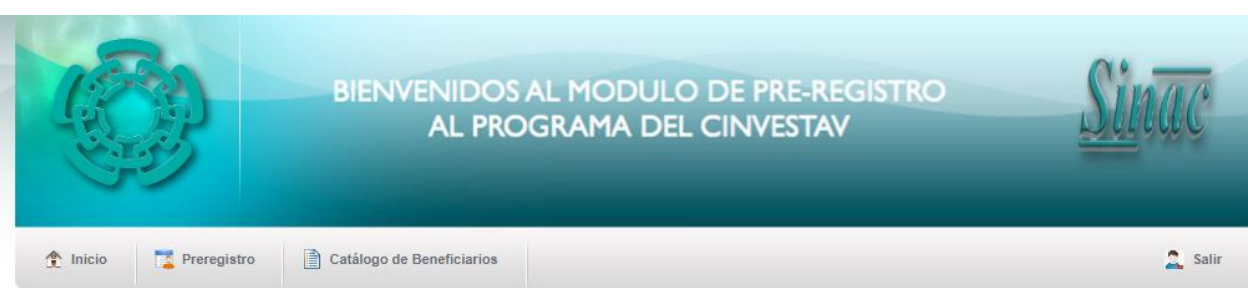 BIENVENIDOS AL MODULO DE PRE-REGISTRO
AL PROGRAMA DEL CINVESTAV
Sinac
Inicio
Preregistro
Catálogo de Beneficiarios
Salir